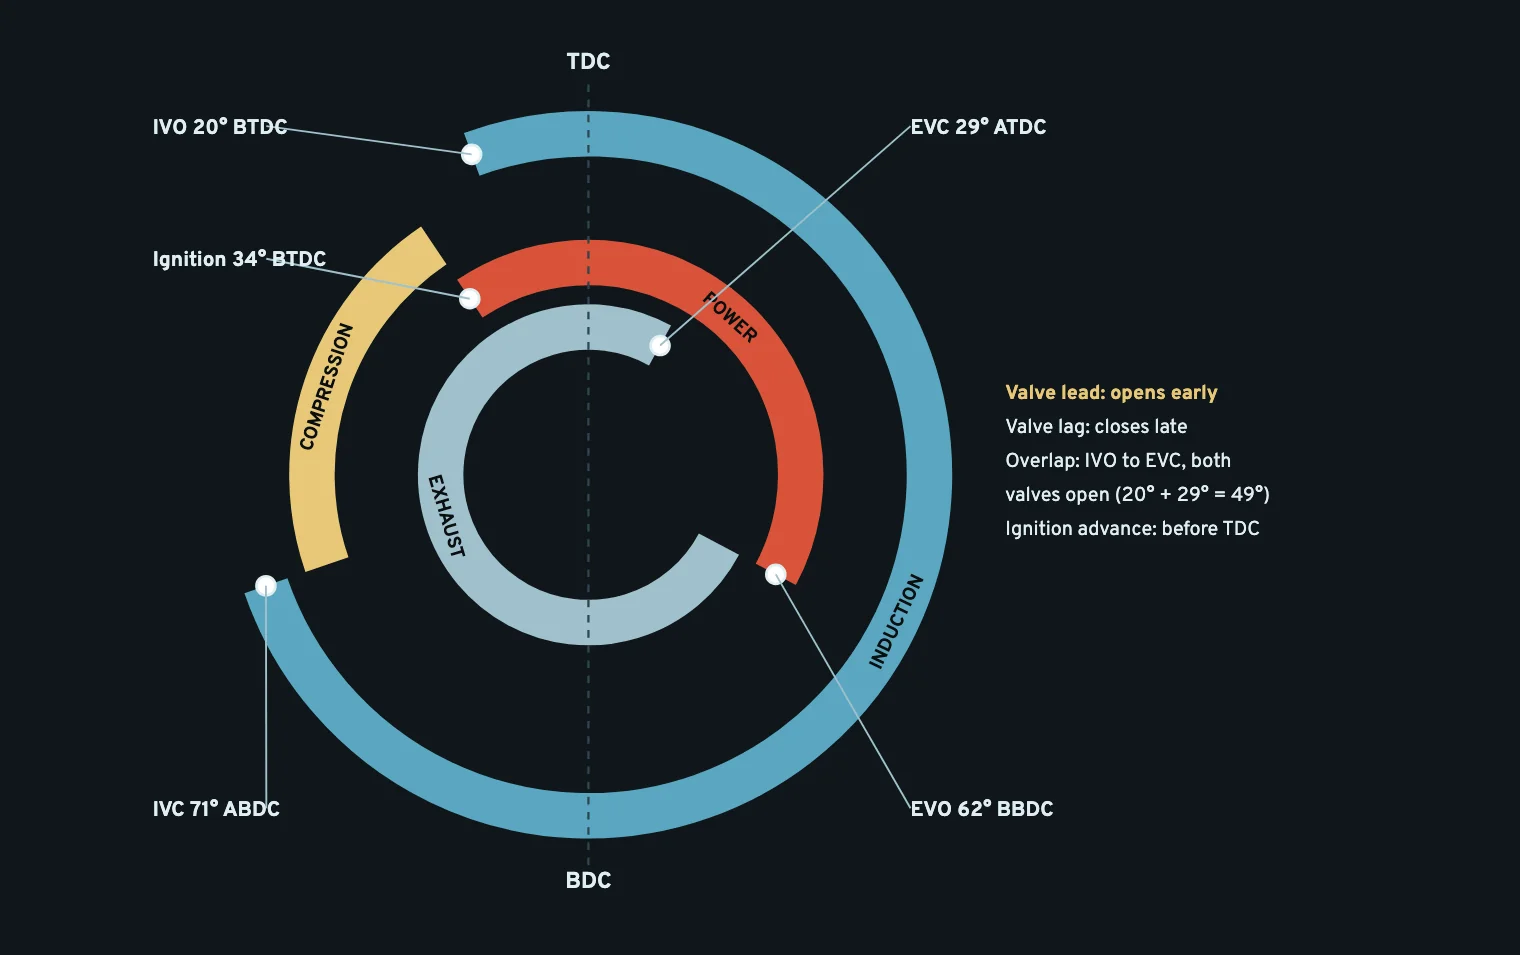 TDC
IVO 20° BTDC
EVC 29° ATDC
Ignition 34° BTDC
POWER
COMPRESSION
EXHAUST
INDUCTION
Valve lead: opens early
Valve lag: closes late
Overlap: IVO to EVC, both
valves open (20° + 29° = 49°)
Ignition advance: before TDC
IVC 71° ABDC
EVO 62° BBDC
BDC